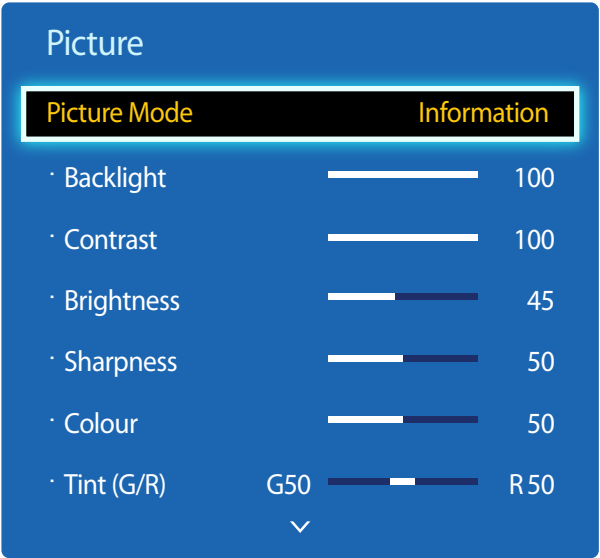 Picture
Picture Mode Information
· Backlight 100
· Contrast 100
· Brightness 45
· Sharpness 50
· Colour 50
· Tint (G/R) G50 R50